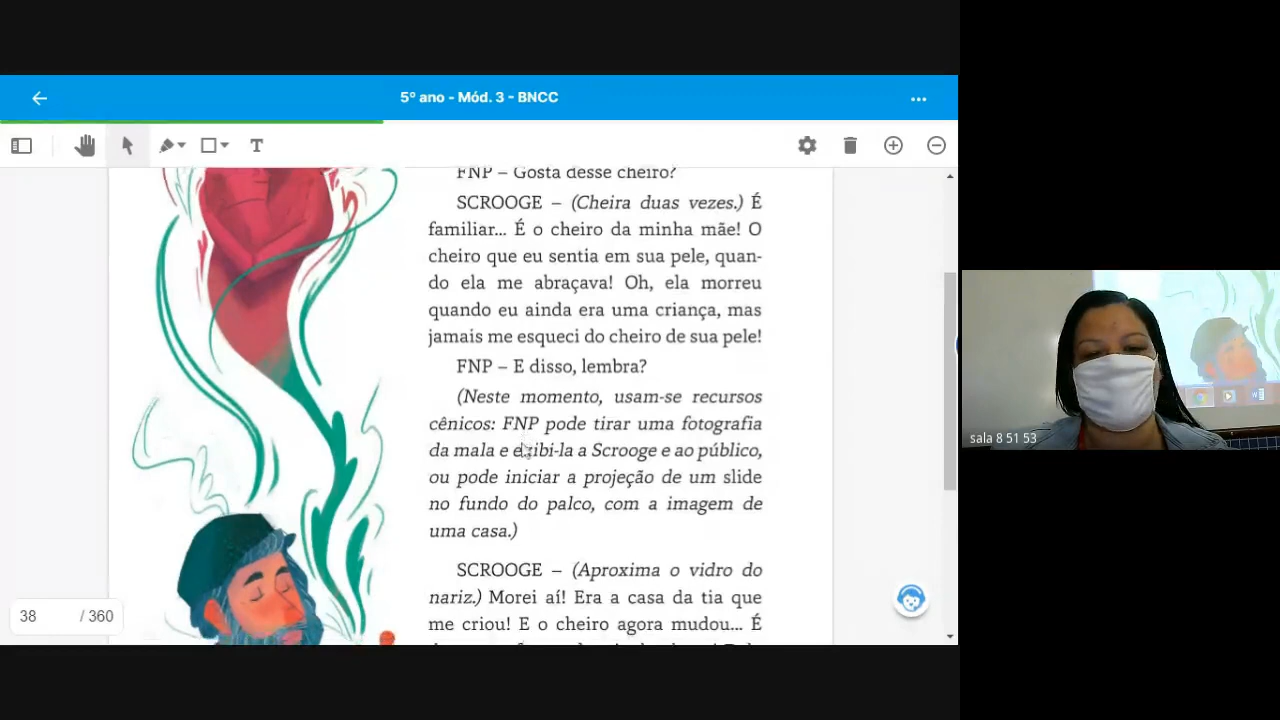 5º ano - Mód. 3 - BNCC
T
FNP – Gosta desse cheiro?
SCROOGE – (Cheira duas vezes.) É
familiar... É o cheiro da minha mãe! O
cheiro que eu sentia em sua pele, quan-
do ela me abraçava! Oh, ela morreu
quando eu ainda era uma criança, mas
jamais me esqueci do cheiro de sua pele!
FNP – E disso, lembra?
(Neste momento, usam-se recursos
cênicos: FNP pode tirar uma fotografia
da mala e exibi-la a Scrooge e ao público,
ou pode iniciar a projeção de um slide
no fundo do palco, com a imagem de
uma casa.)
SCROOGE – (Aproxima o vidro do
nariz.) Morei aí! Era a casa da tia que
me criou! E o cheiro agora mudou... É
38 / 360
sala 8 51 53